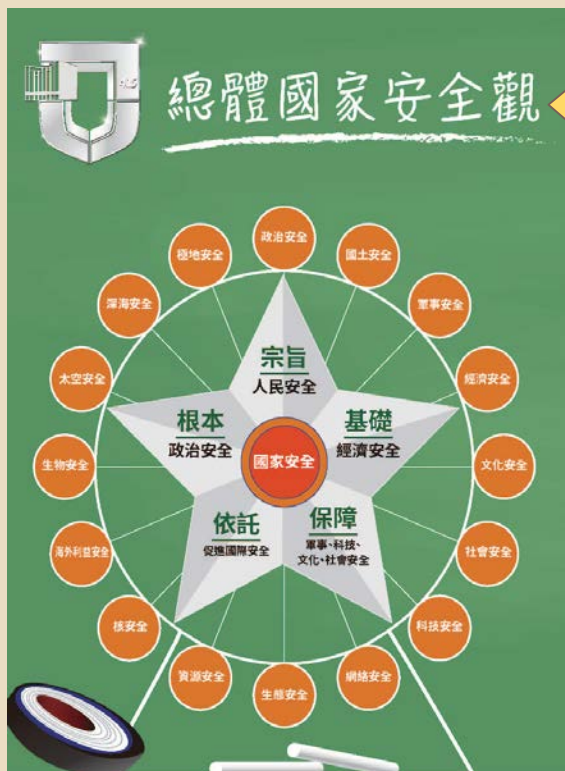 總體國家安全觀
政治安全
國土安全
軍事安全
經濟安全
文化安全
社會安全
科技安全
網絡安全
生態安全
資源安全
核安全
海外利益安全
生物安全
太空安全
深海安全
極地安全
宗旨
人民安全
根本
政治安全
基礎
經濟安全
國家安全
依託
促進國際安全
保障
軍事、科技、
文化、社會安全